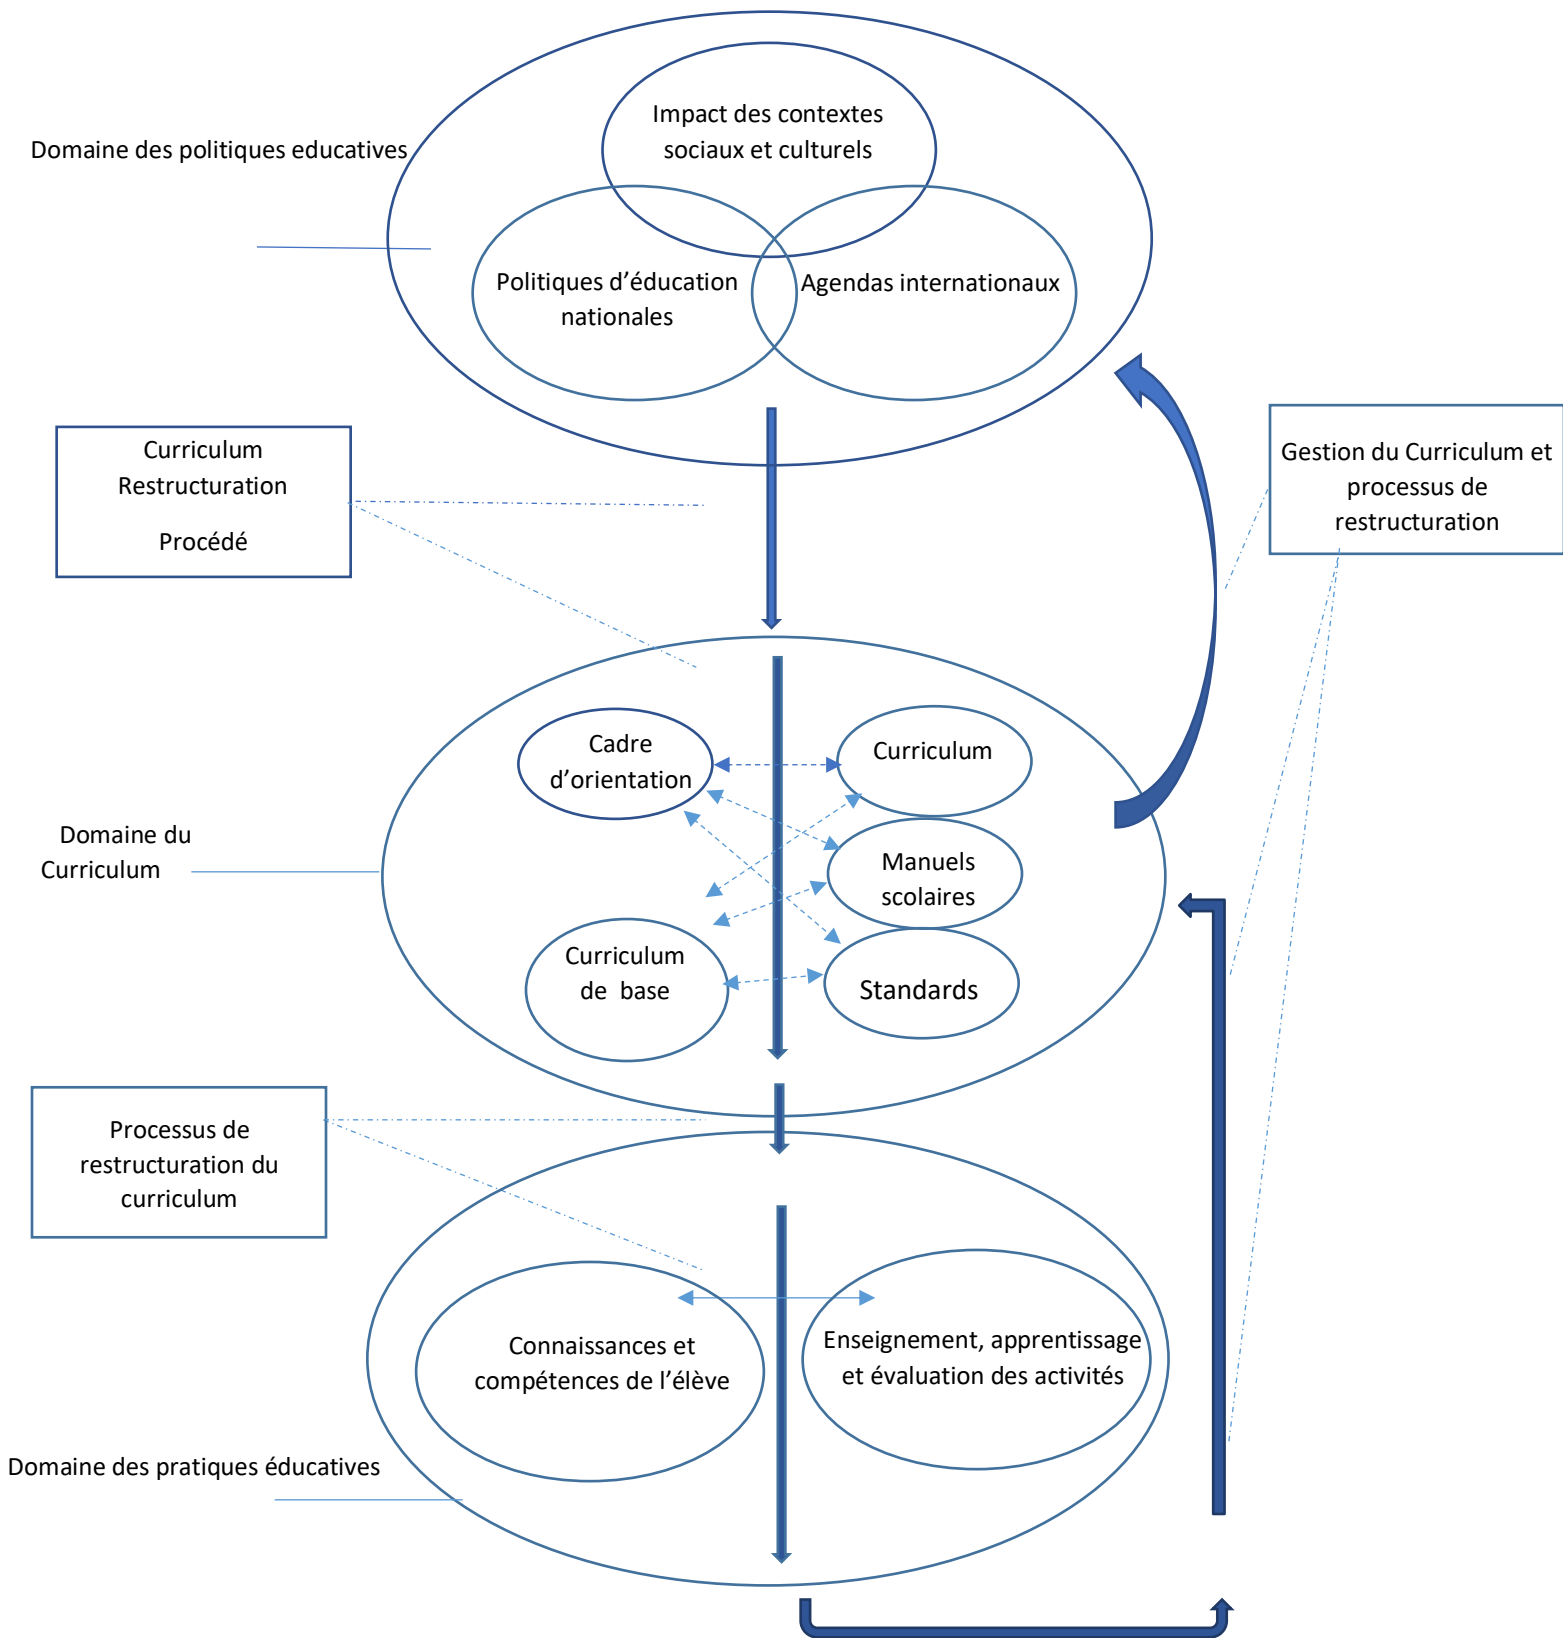 Impact des contextes
sociaux et culturels
Domaine des politiques educatives
Politiques d’éducation
nationales
Agendas internationaux
Curriculum
Restructuration
Procédé
Gestion du Curriculum et
processus de
restructuration
Cadre
d’orientation
Curriculum
Domaine du
Curriculum
Manuels
scolaires
Curriculum
de base
Standards
Processus de
restructuration du
curriculum
Connaissances et
compétences de l’élève
Enseignement, apprentissage
et évaluation des activités
Domaine des pratiques éducatives